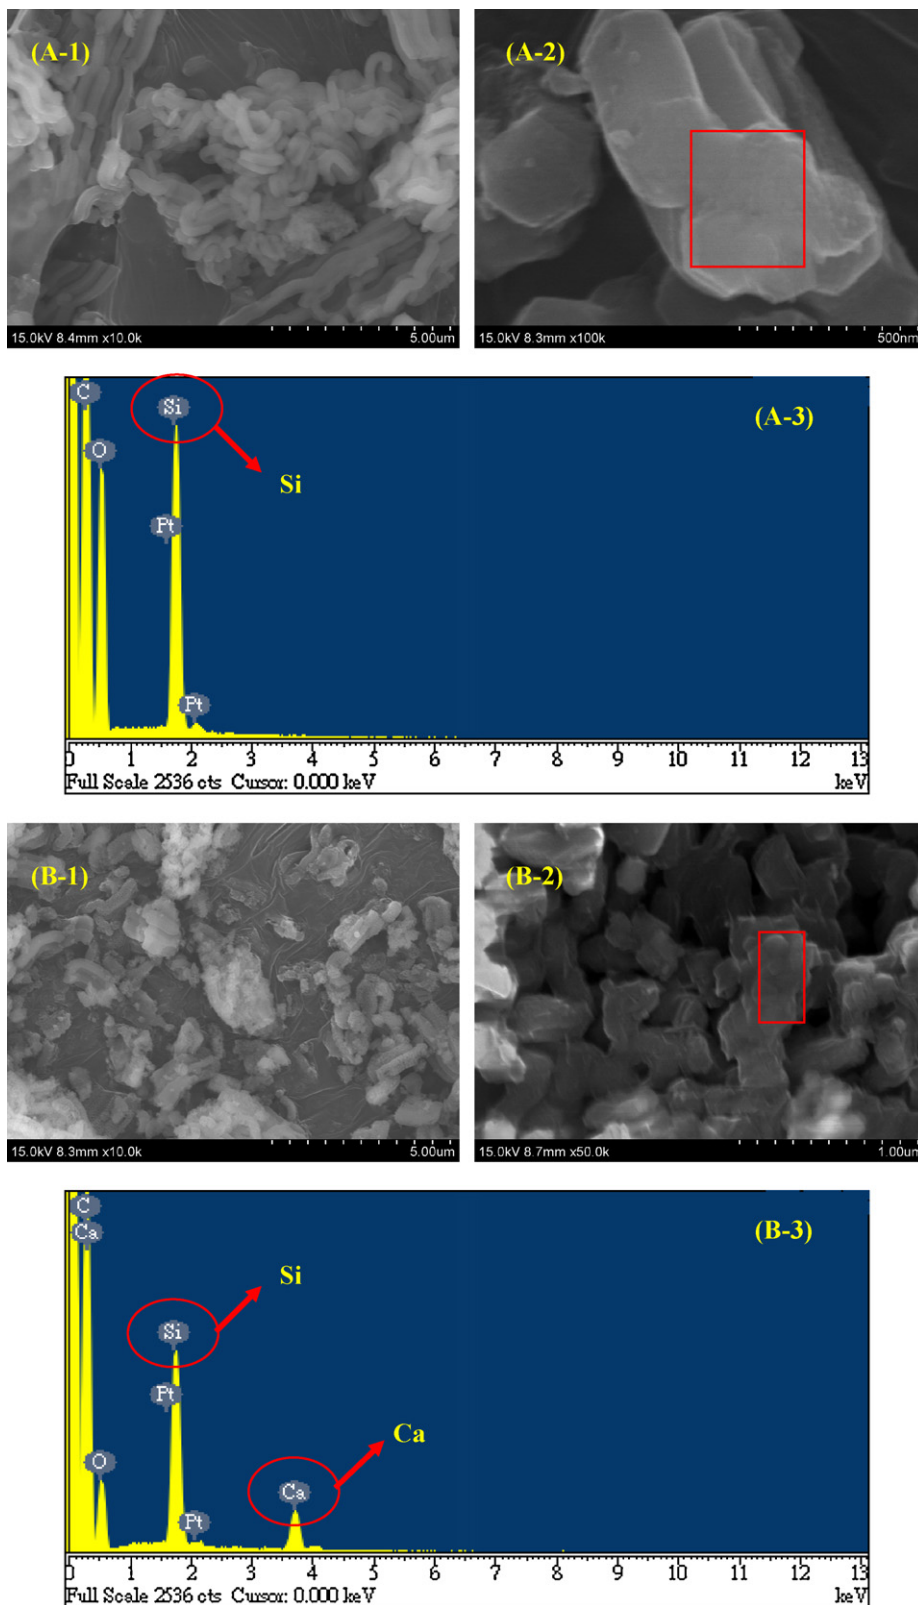 (A-1)
(A-2)
15.0kV 8.4mm x10.0k 5.00um
15.0kV 8.3mm x100k 500nm
C
Si
(A-3)
O
Si
Pt
Pt
0 1 2 3 4 5 6 7 8 9 10 11 12 13
Full Scale 2536 cts Cursor: 0.000 keV keV
(B-1)
(B-2)
15.0kV 8.3mm x10.0k 5.00um
15.0kV 8.7mm x50.0k 1.00um
C
Ca
(B-3)
Si
Si
Pt
Ca
O
Ca
Pt
0 1 2 3 4 5 6 7 8 9 10 11 12 13
Full Scale 2536 cts Cursor: 0.000 keV keV